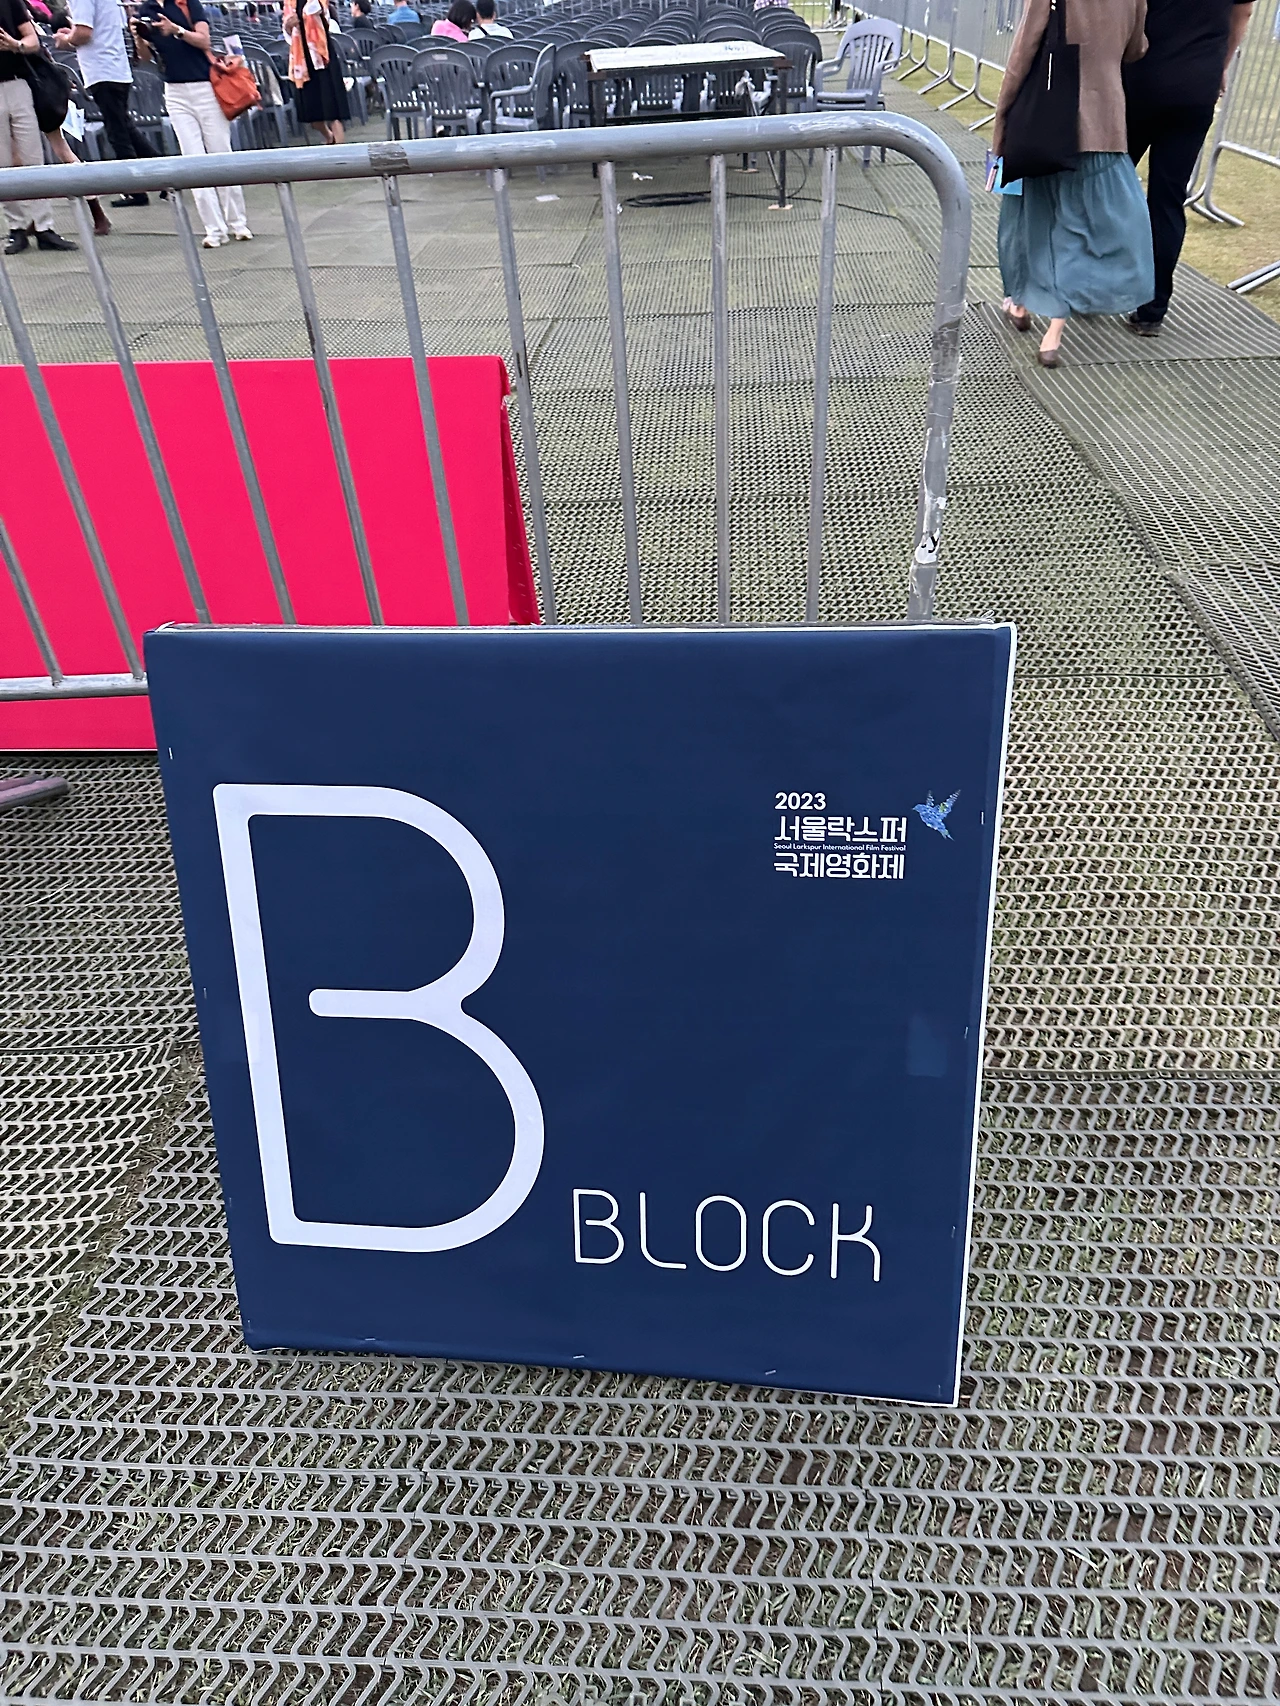 2023
서울락스퍼
Seoul Larkspur International Film Festival
국제영화제
B
BLOCK